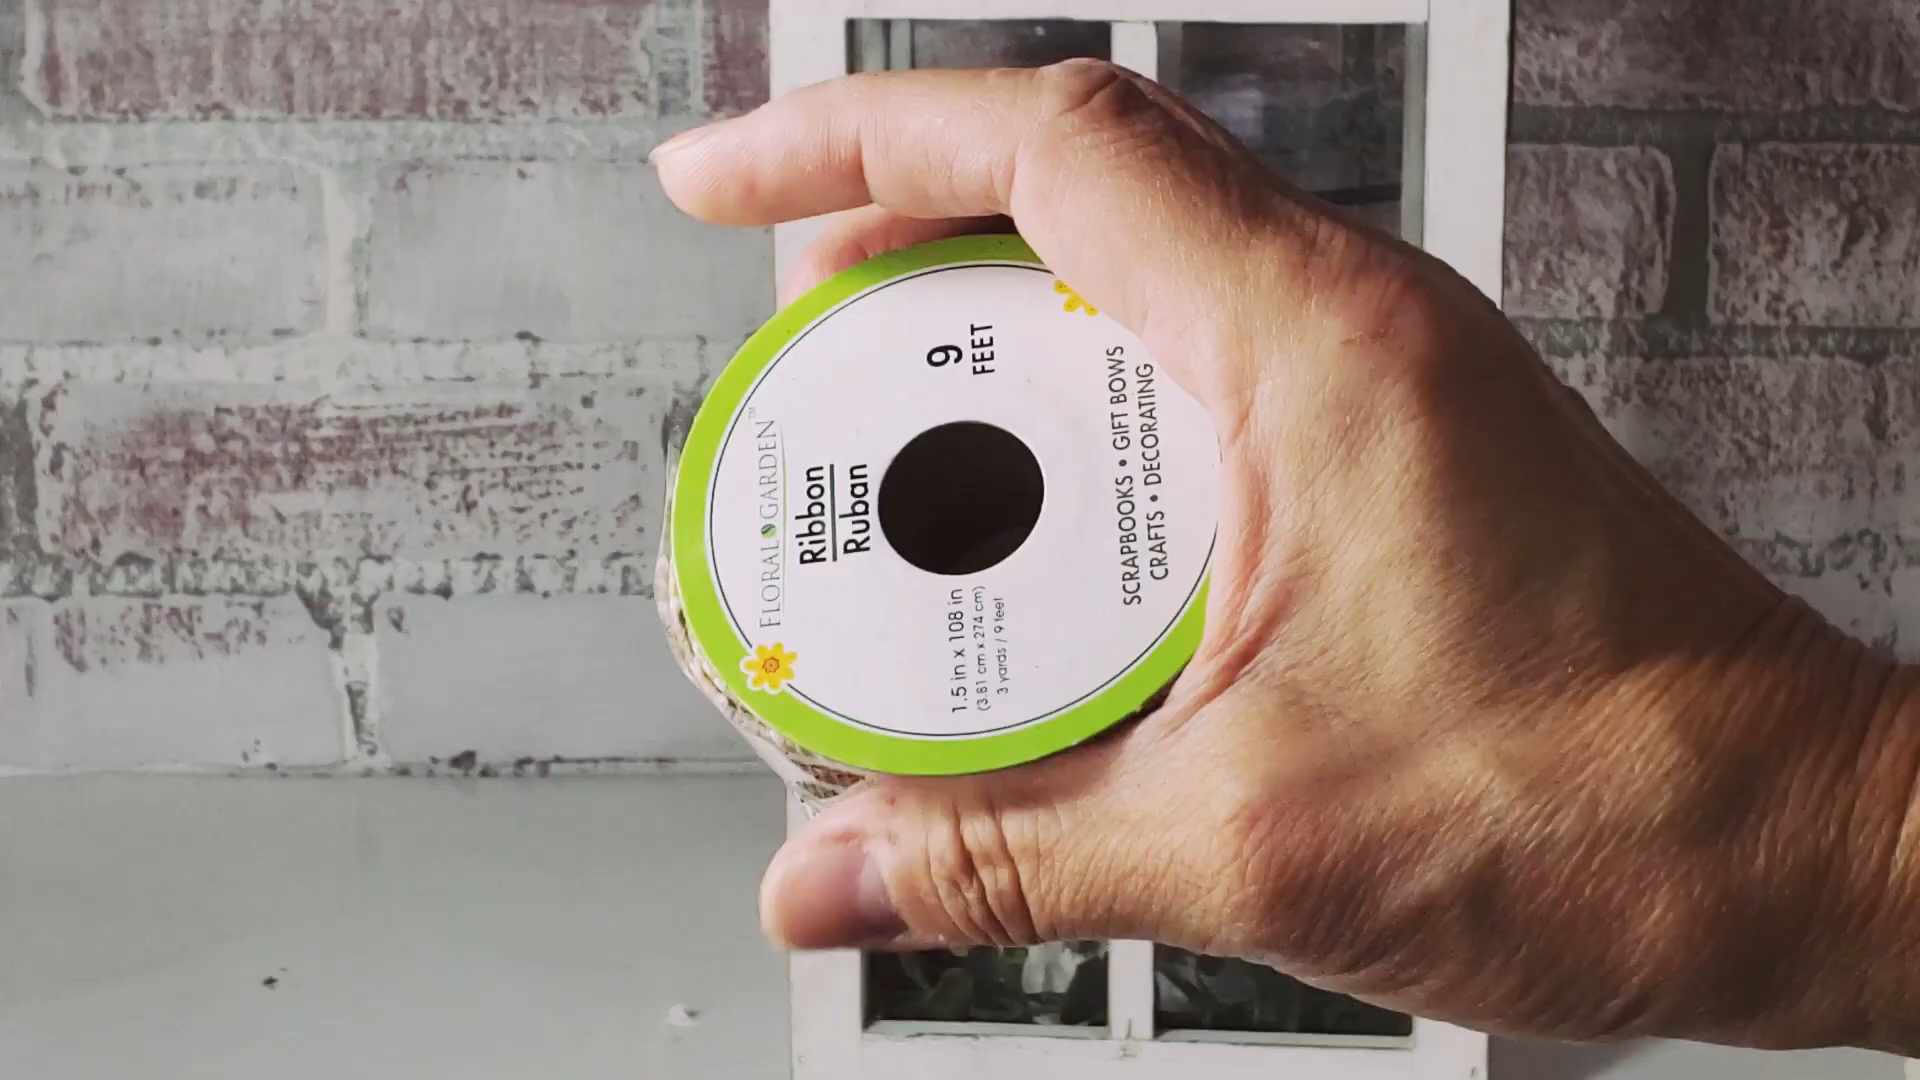 FLORAL GARDEN™
Ribbon
Ruban
9
FEET
1.5 in x 108 in
(3.81 cm x 274 cm)
3 yards / 9 feet
SCRAPBOOKS • GIFT BOWS
CRAFTS • DECORATING